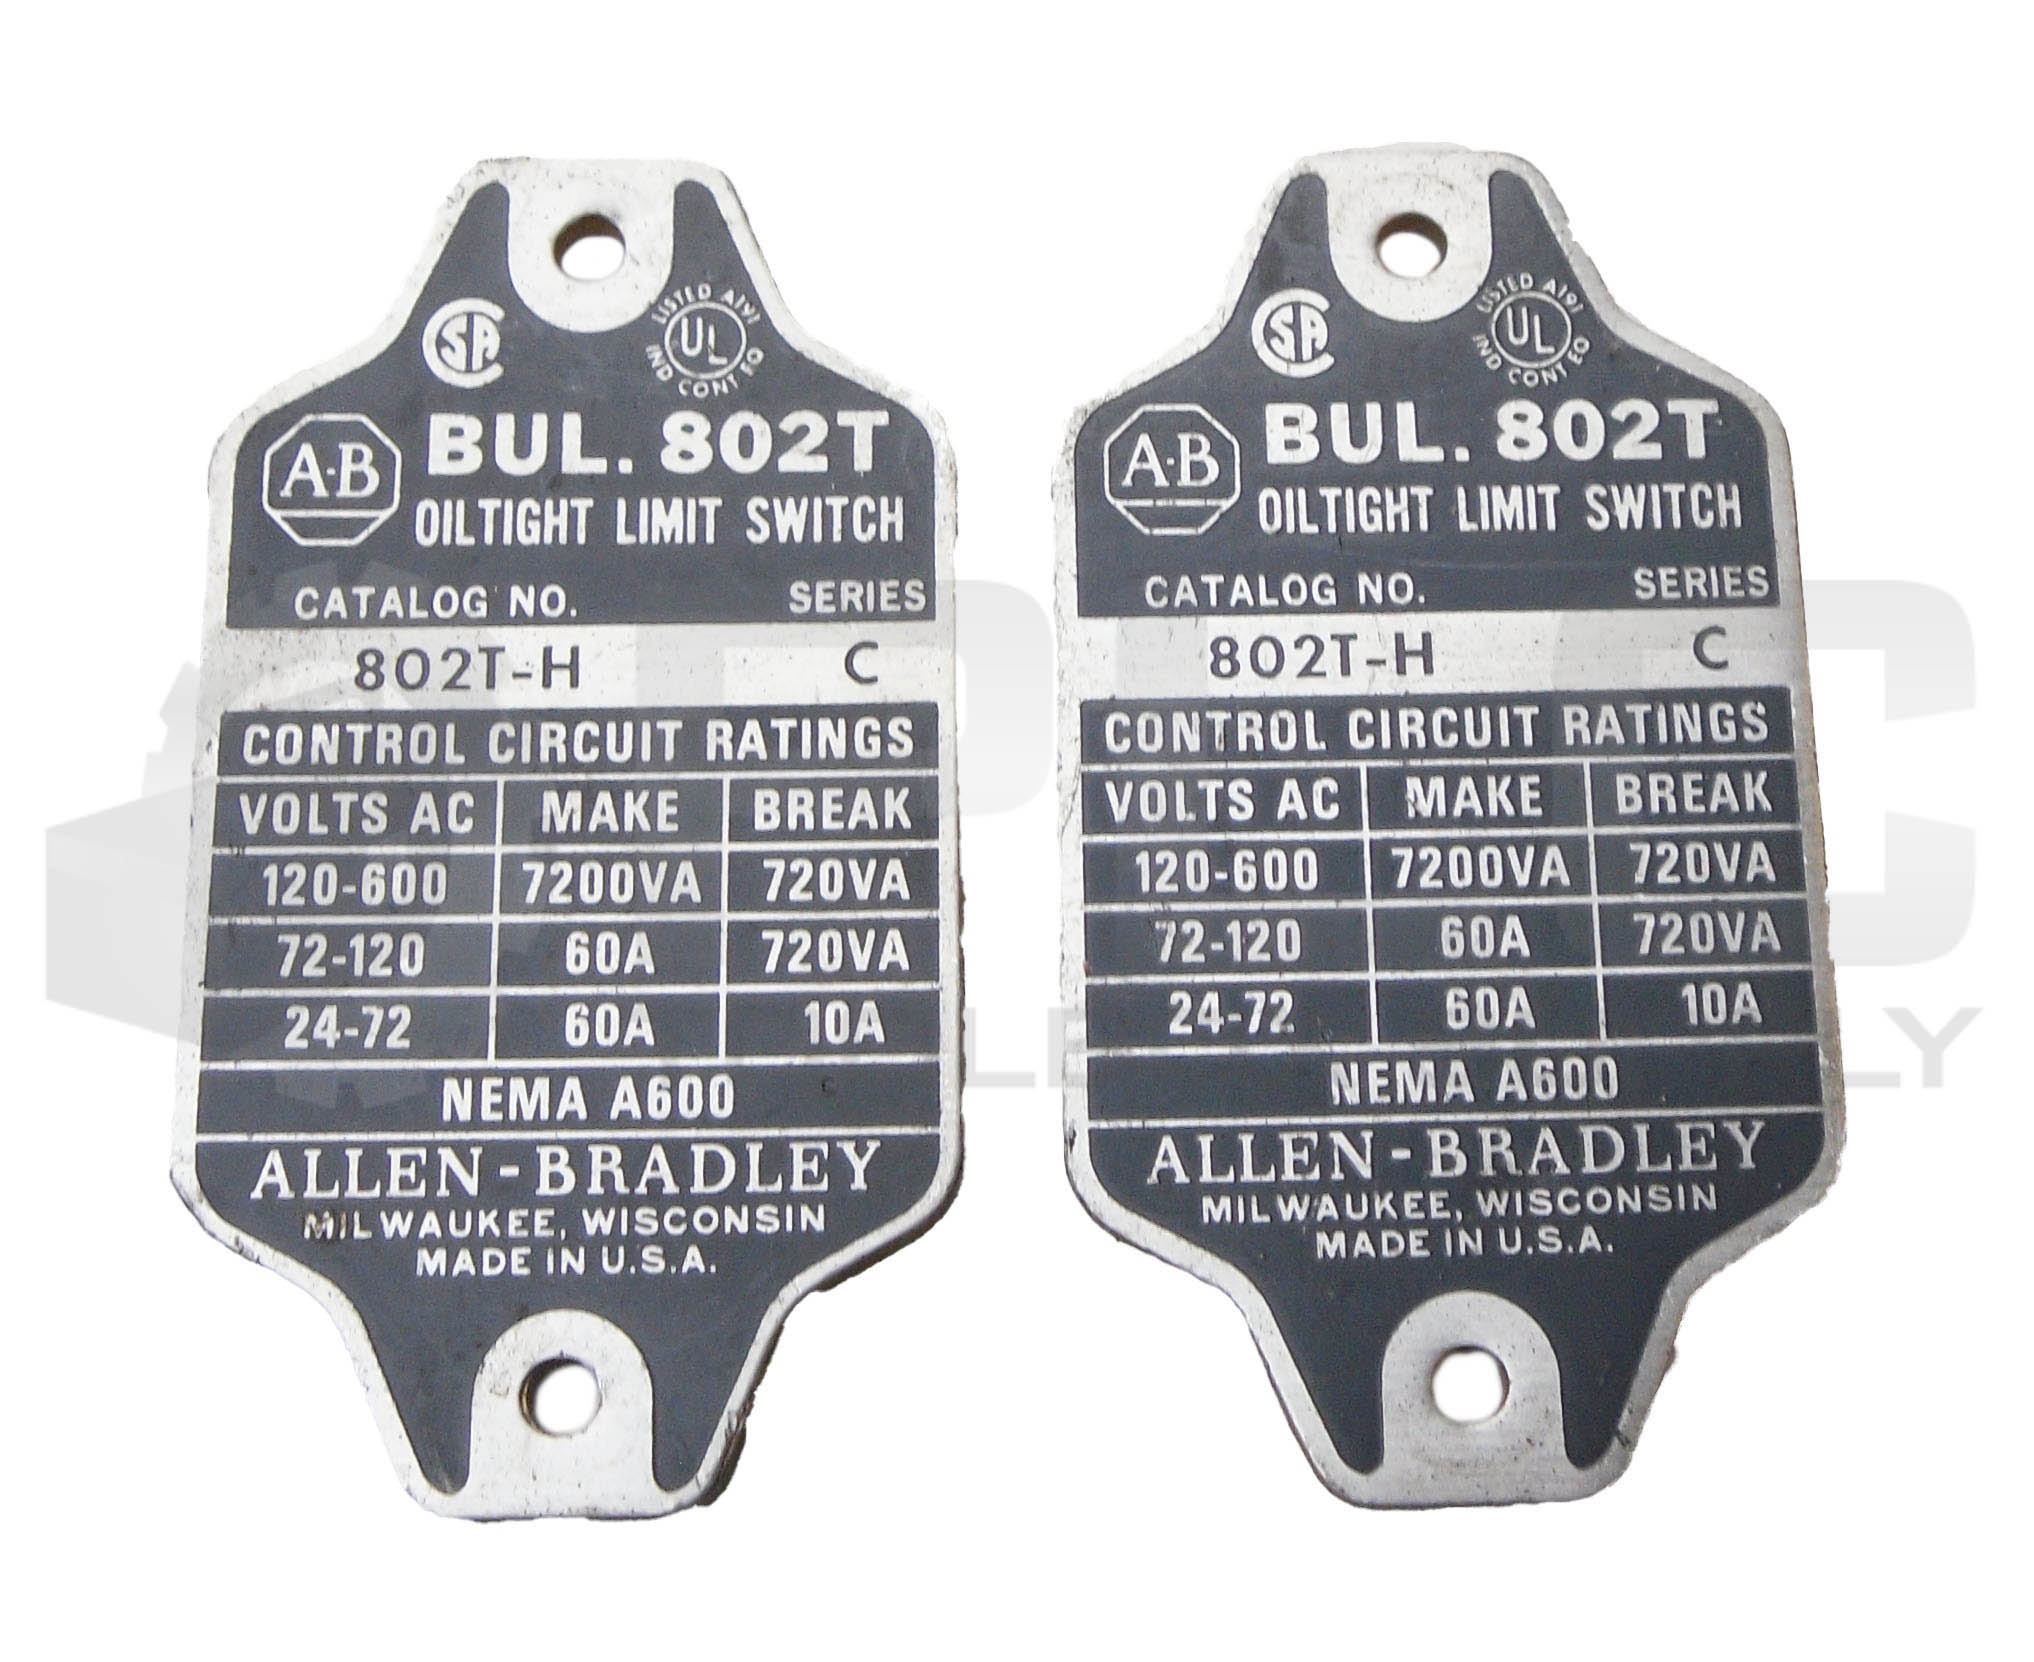 CSA
LISTED A191
UL
IND CONT EQ
A-B
BUL. 802T
OILTIGHT LIMIT SWITCH
CATALOG NO. SERIES
802T-H C
CONTROL CIRCUIT RATINGS
VOLTS AC MAKE BREAK
120-600 7200VA 720VA
72-120 60A 720VA
24-72 60A 10A
NEMA A600
ALLEN-BRADLEY
MILWAUKEE, WISCONSIN
MADE IN U.S.A.
CSA
LISTED A191
UL
IND CONT EQ
A-B
BUL. 802T
OILTIGHT LIMIT SWITCH
CATALOG NO. SERIES
802T-H C
CONTROL CIRCUIT RATINGS
VOLTS AC MAKE BREAK
120-600 7200VA 720VA
72-120 60A 720VA
24-72 60A 10A
NEMA A600
ALLEN-BRADLEY
MILWAUKEE, WISCONSIN
MADE IN U.S.A.